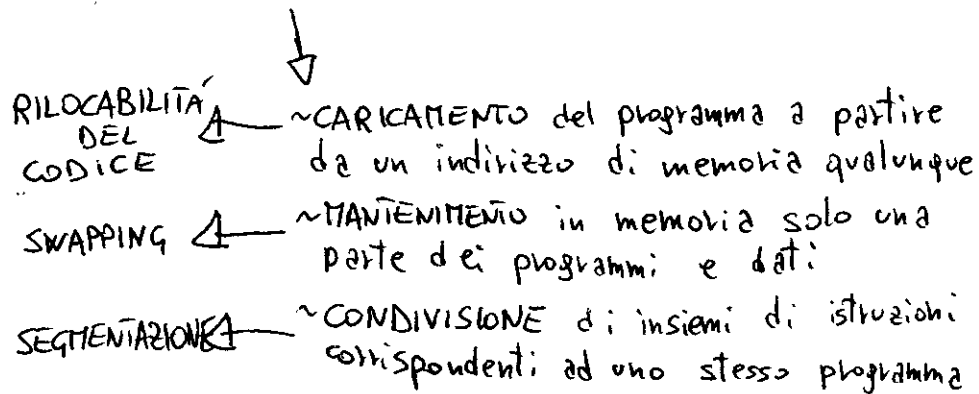 RILOCABILITÀ
DEL
CODICE
~CARICAMENTO del programma a partire
da un indirizzo di memoria qualunque
SWAPPING
~MANTENIMENTO in memoria solo una
parte dei programmi e dati
SEGMENTAZIONE
~CONDIVISIONE di insiemi di istruzioni
corrispondenti ad uno stesso programma